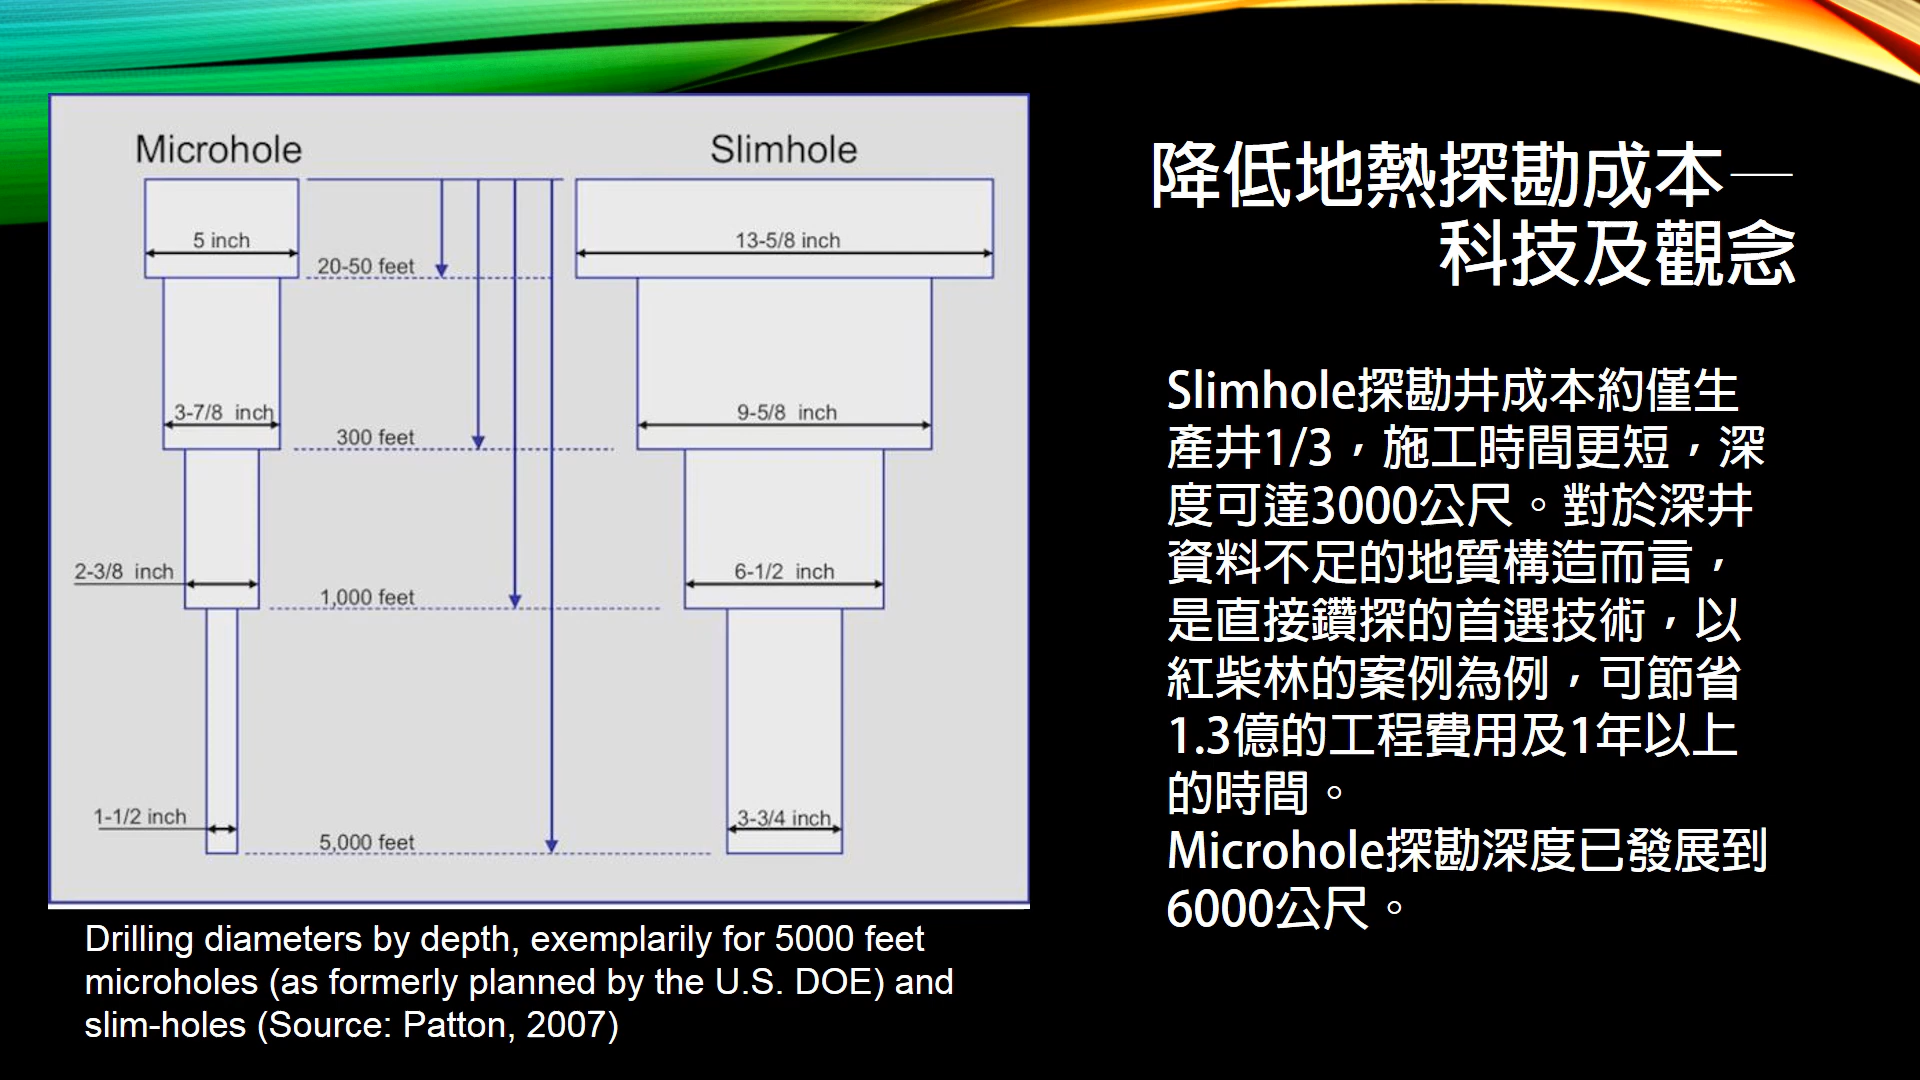 降低地熱探勘成本—
科技及觀念
Microhole
Slimhole
5 inch
13-5/8 inch
20-50 feet
3-7/8 inch
9-5/8 inch
300 feet
2-3/8 inch
6-1/2 inch
1,000 feet
1-1/2 inch
3-3/4 inch
5,000 feet
Drilling diameters by depth, exemplarily for 5000 feet
microholes (as formerly planned by the U.S. DOE) and
slim-holes (Source: Patton, 2007)
Slimhole探勘井成本約僅生
產井1/3，施工時間更短，深
度可達3000公尺。對於深井
資料不足的地質構造而言，
是直接鑽探的首選技術，以
紅柴林的案例為例，可節省
1.3億的工程費用及1年以上
的時間。
Microhole探勘深度已發展到
6000公尺。